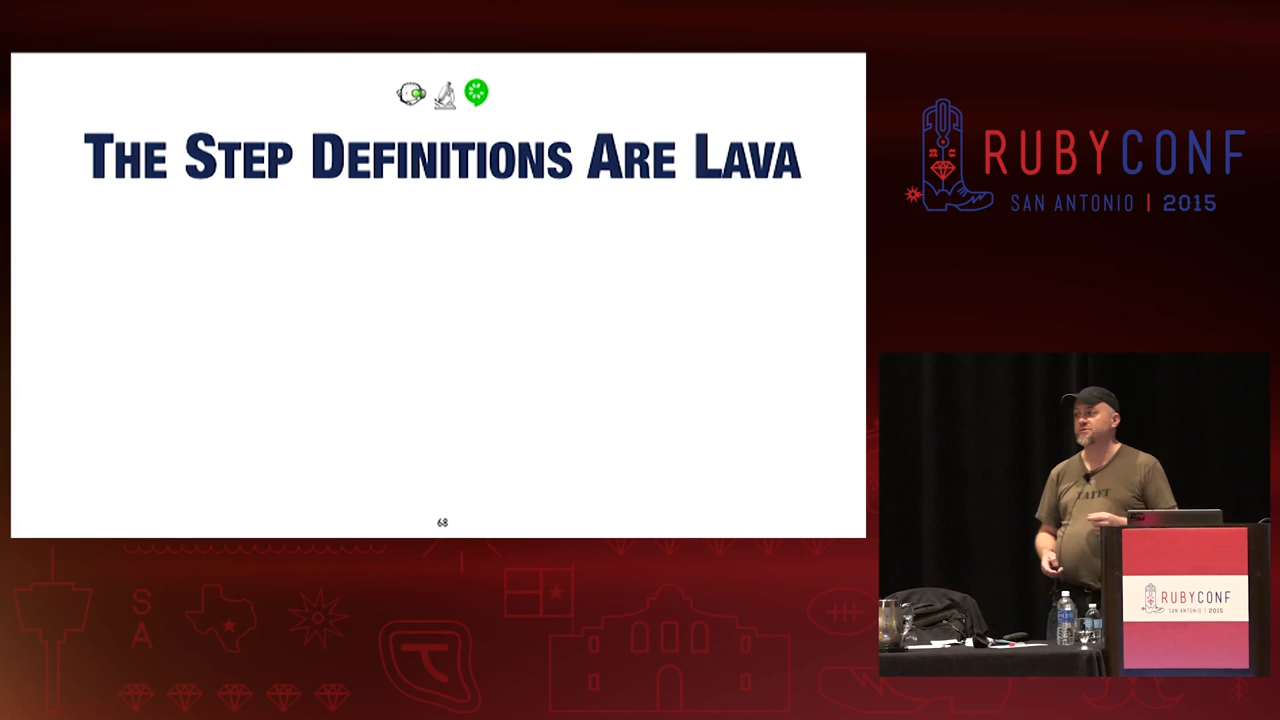 THE STEP DEFINITIONS ARE LAVA
68
RUBYCONF
SAN ANTONIO | 2015
S
A
RUBYCONF
SAN ANTONIO | 2015